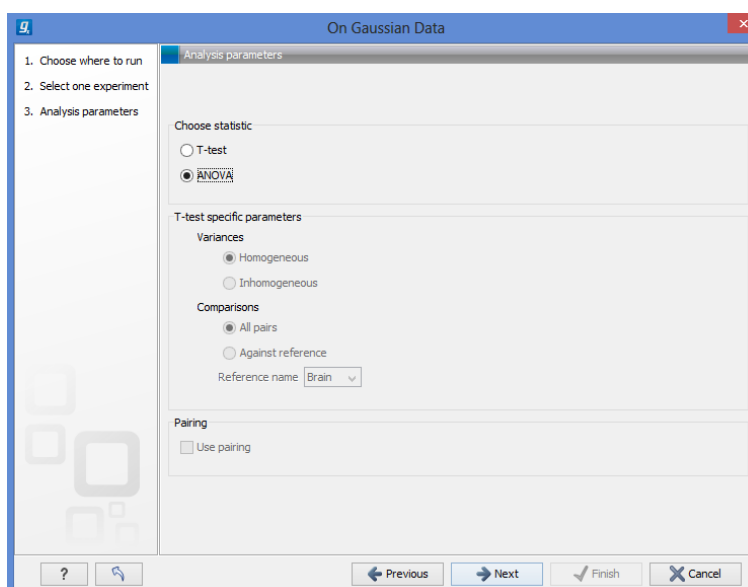 On Gaussian Data
1. Choose where to run
2. Select one experiment
3. Analysis parameters
Analysis parameters
Choose statistic
T-test
ANOVA
T-test specific parameters
Variances
Homogeneous
Inhomogeneous
Comparisons
All pairs
Against reference
Reference name Brain
Pairing
Use pairing
? Previous Next Finish Cancel